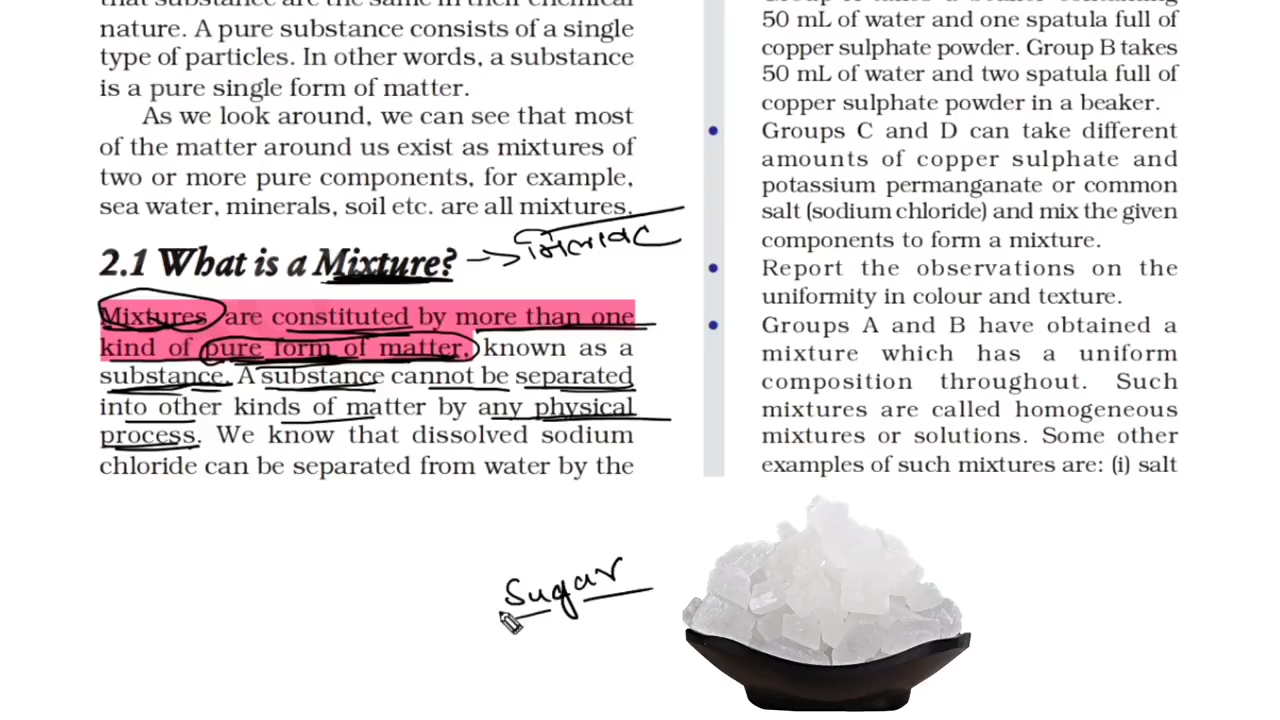 that substance are the same in their chemical
nature. A pure substance consists of a single
type of particles. In other words, a substance
is a pure single form of matter.
As we look around, we can see that most
of the matter around us exist as mixtures of
two or more pure components, for example,
sea water, minerals, soil etc. are all mixtures.
2.1 What is a Mixture?
Mixtures are constituted by more than one
kind of pure form of matter, known as a
substance. A substance cannot be separated
into other kinds of matter by any physical
process. We know that dissolved sodium
chloride can be separated from water by the
50 mL of water and one spatula full of
copper sulphate powder. Group B takes
50 mL of water and two spatula full of
copper sulphate powder in a beaker.
• Groups C and D can take different
amounts of copper sulphate and
potassium permanganate or common
salt (sodium chloride) and mix the given
components to form a mixture.
• Report the observations on the
uniformity in colour and texture.
• Groups A and B have obtained a
mixture which has a uniform
composition throughout. Such
mixtures are called homogeneous
mixtures or solutions. Some other
examples of such mixtures are: (i) salt
Sugar